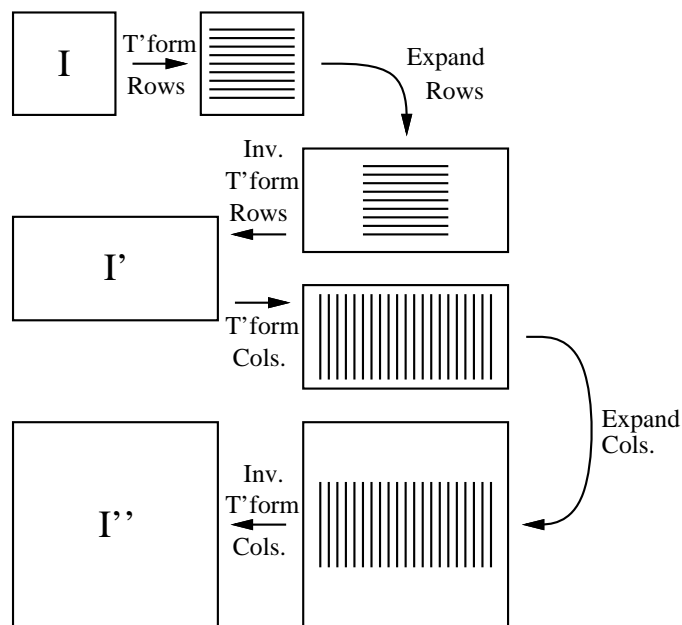 I
T'form
Rows
Expand
Rows
Inv.
T'form
Rows
I'
T'form
Cols.
Expand
Cols.
I''
Inv.
T'form
Cols.